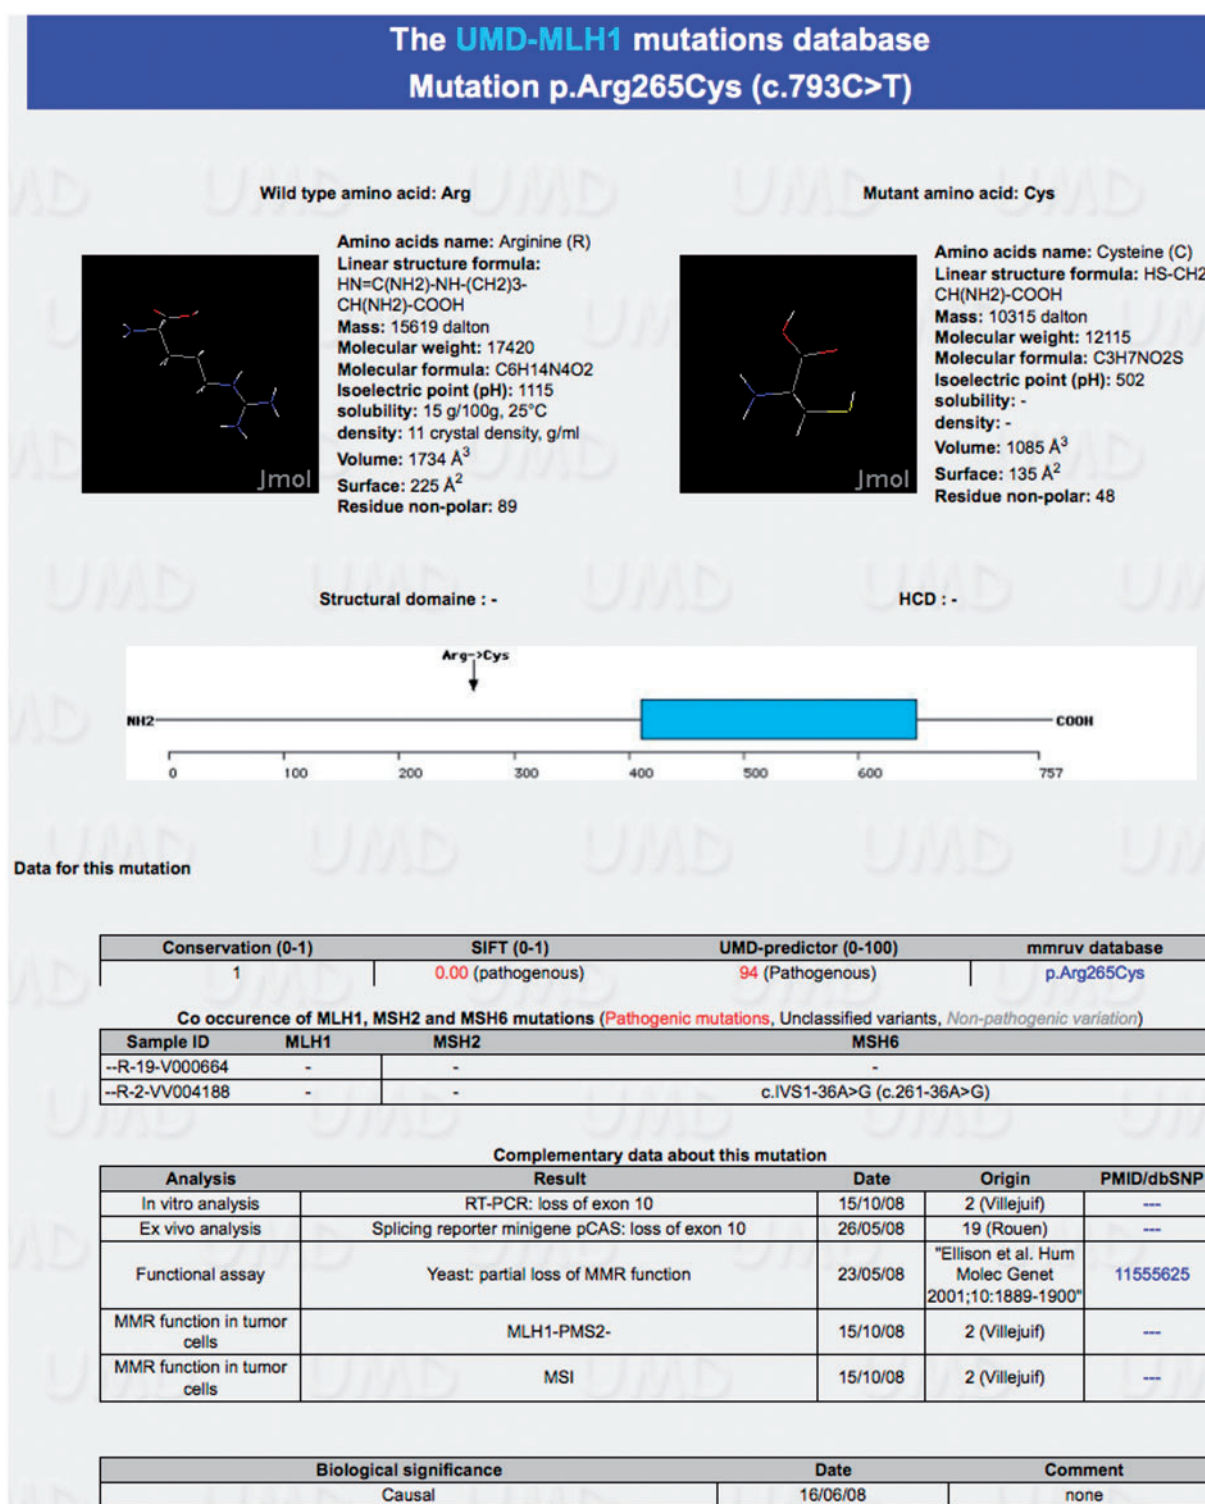 The UMD-MLH1 mutations database
Mutation p.Arg265Cys (c.793C>T)
Wild type amino acid: Arg
Mutant amino acid: Cys
Amino acids name: Arginine (R)
Linear structure formula:
HN=C(NH2)-NH-(CH2)3-
CH(NH2)-COOH
Mass: 15619 dalton
Molecular weight: 17420
Molecular formula: C6H14N4O2
Isoelectric point (pH): 1115
solubility: 15 g/100g, 25°C
density: 11 crystal density, g/ml
Volume: 1734 Å3
Surface: 225 Å2
Residue non-polar: 89
Jmol
Amino acids name: Cysteine (C)
Linear structure formula: HS-CH2
CH(NH2)-COOH
Mass: 10315 dalton
Molecular weight: 12115
Molecular formula: C3H7NO2S
Isoelectric point (pH): 502
solubility: -
density: -
Volume: 1085 Å3
Surface: 135 Å2
Residue non-polar: 48
Jmol
Structural domaine : - HCD : -
Arg->Cys
NH2 COOH
0 100 200 300 400 500 600 757
Data for this mutation
Conservation (0-1) SIFT (0-1) UMD-predictor (0-100) mmruv database
1 0.00 (pathogenous) 94 (Pathogenous) p.Arg265Cys
Co occurence of MLH1, MSH2 and MSH6 mutations (Pathogenic mutations, Unclassified variants, Non-pathogenic variation)
Sample ID MLH1 MSH2 MSH6
--R-19-V000664 - - -
--R-2-VV004188 - - c.IVS1-36A>G (c.261-36A>G)
Complementary data about this mutation
Analysis Result Date Origin PMID/dbSNP
In vitro analysis RT-PCR: loss of exon 10 15/10/08 2 (Villejuif) ---
Ex vivo analysis Splicing reporter minigene pCAS: loss of exon 10 26/05/08 19 (Rouen) ---
Functional assay Yeast: partial loss of MMR function 23/05/08 "Ellison et al. Hum
Molec Genet
2001;10:1889-1900" 11555625
MMR function in tumor
cells MLH1-PMS2- 15/10/08 2 (Villejuif) ---
MMR function in tumor
cells MSI 15/10/08 2 (Villejuif) ---
Biological significance Date Comment
Causal 16/06/08 none